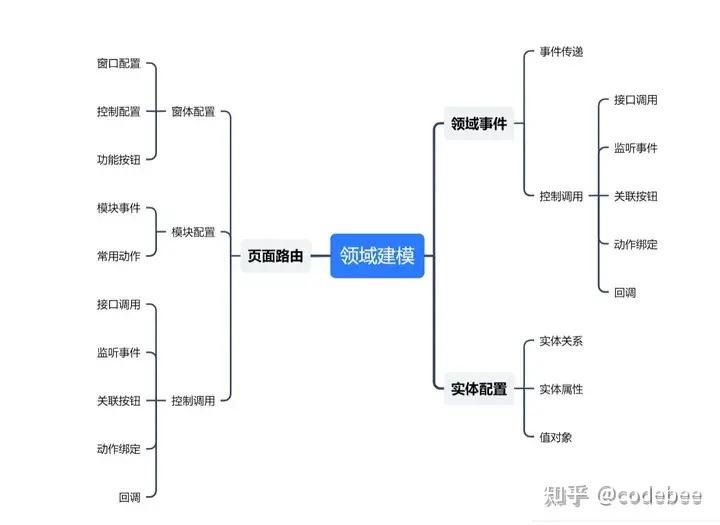 领域建模
页面路由
窗体配置
窗口配置
控制配置
功能按钮
模块配置
模块事件
常用动作
控制调用
接口调用
监听事件
关联按钮
动作绑定
回调
领域事件
事件传递
控制调用
接口调用
监听事件
关联按钮
动作绑定
回调
实体配置
实体关系
实体属性
值对象
知乎 @codebee